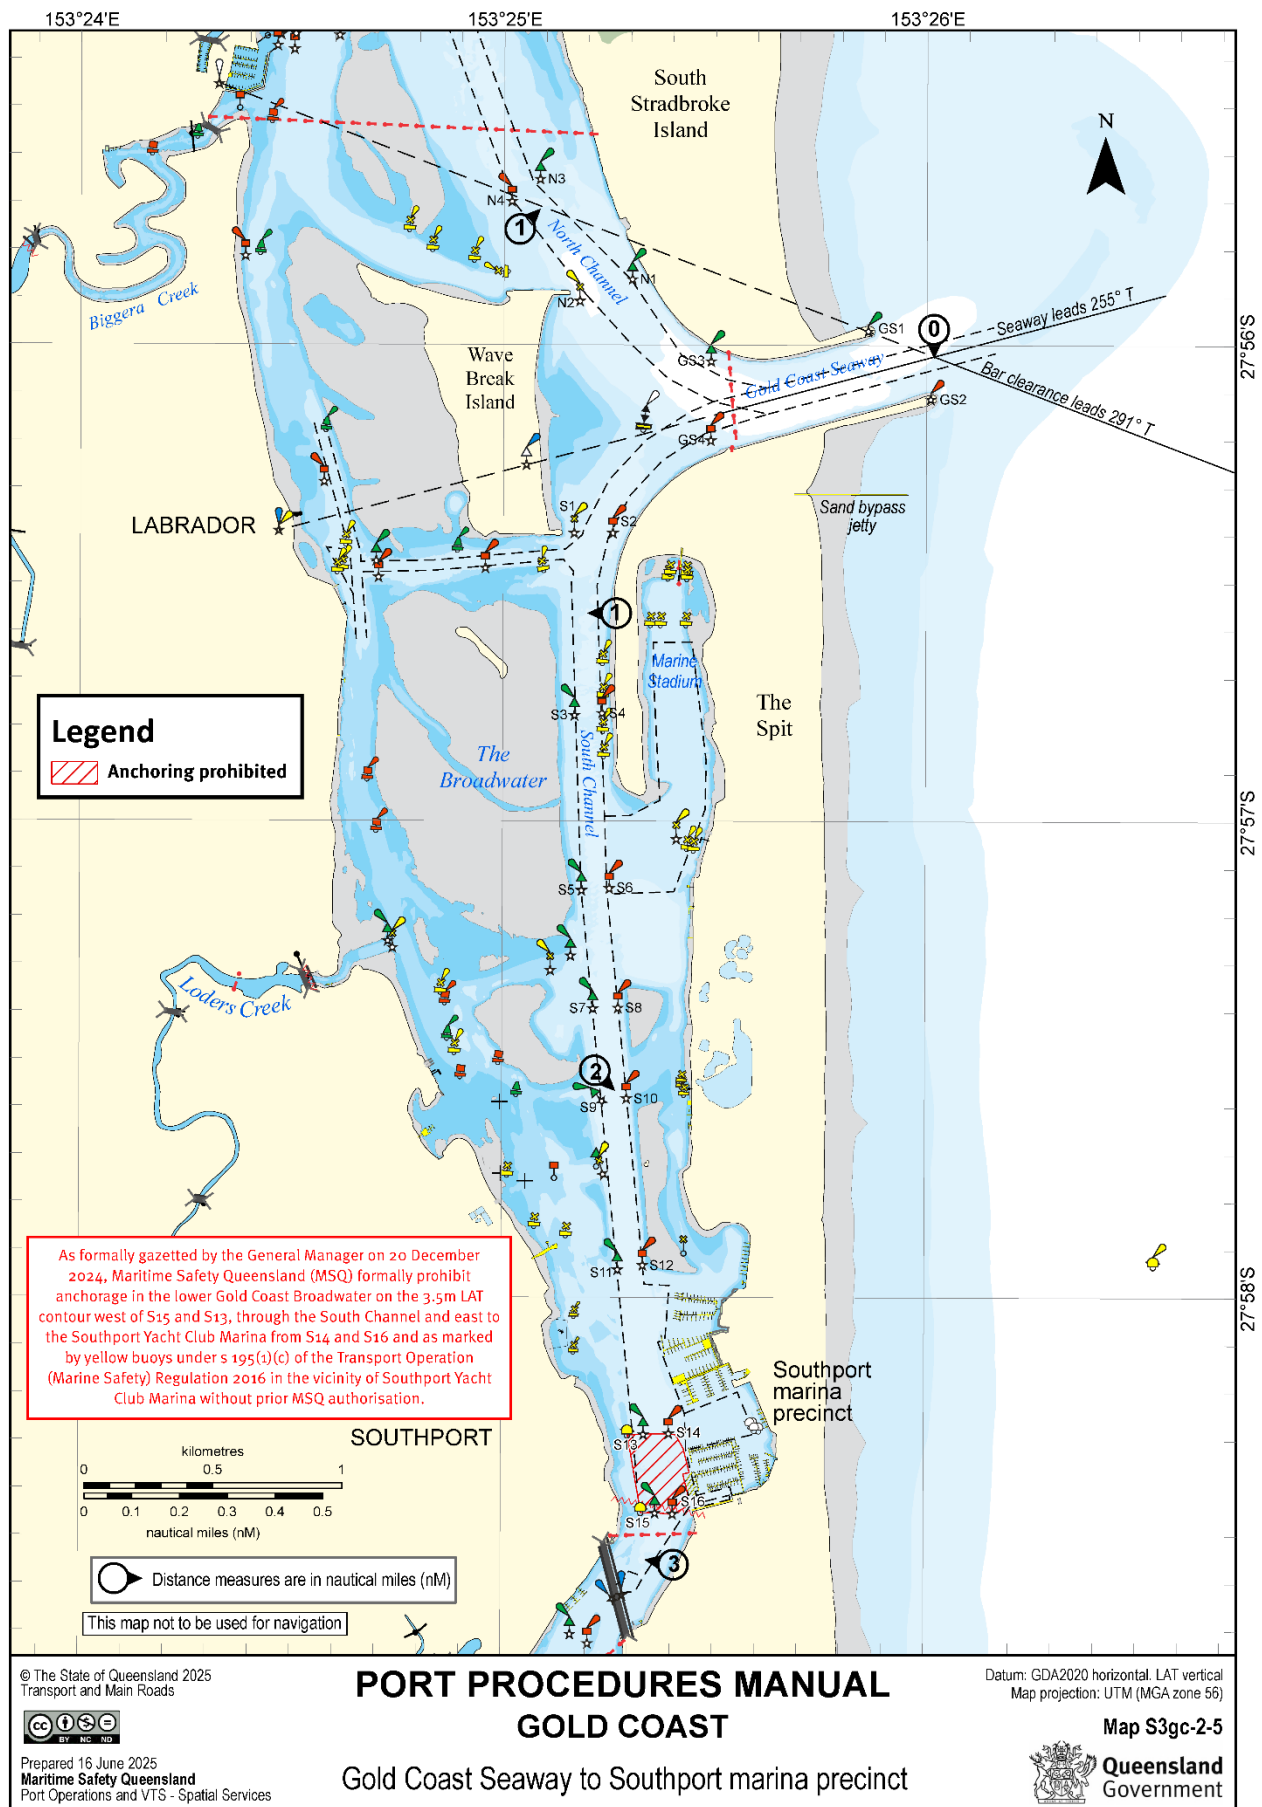 153°24'E
153°25'E
153°26'E
South
Stradbroke
Island
N
N3
N4
1
North Channel
N1
N2
Biggera Creek
GS1
0
Seaway leads 255° T
27°56'S
GS3
Wave
Break
Island
Gold Coast Seaway
Bar clearance leads 291° T
GS2
GS4
S1
S2
Sand bypass
jetty
LABRADOR
1
Marine
Stadium
The
Spit
Legend
Anchoring prohibited
S3
S4
South Channel
The
Broadwater
27°57'S
S5
S6
Loders Creek
S7
S8
2
S9
S10
S11
S12
27°58'S
As formally gazetted by the General Manager on 20 December
2024, Maritime Safety Queensland (MSQ) formally prohibit
anchorage in the lower Gold Coast Broadwater on the 3.5m LAT
contour west of S15 and S13, through the South Channel and east to
the Southport Yacht Club Marina from S14 and S16 and as marked
by yellow buoys under s 195(1)(c) of the Transport Operation
(Marine Safety) Regulation 2016 in the vicinity of Southport Yacht
Club Marina without prior MSQ authorisation.
Southport
marina
precinct
SOUTHPORT
S13
S14
kilometres
0 0.5 1
0 0.1 0.2 0.3 0.4 0.5
nautical miles (nM)
S16
S15
3
Distance measures are in nautical miles (nM)
This map not to be used for navigation
© The State of Queensland 2025
Transport and Main Roads
cc
BY NC ND
Prepared 16 June 2025
Maritime Safety Queensland
Port Operations and VTS - Spatial Services
PORT PROCEDURES MANUAL
GOLD COAST
Gold Coast Seaway to Southport marina precinct
Datum: GDA2020 horizontal. LAT vertical
Map projection: UTM (MGA zone 56)
Map S3gc-2-5
Queensland
Government